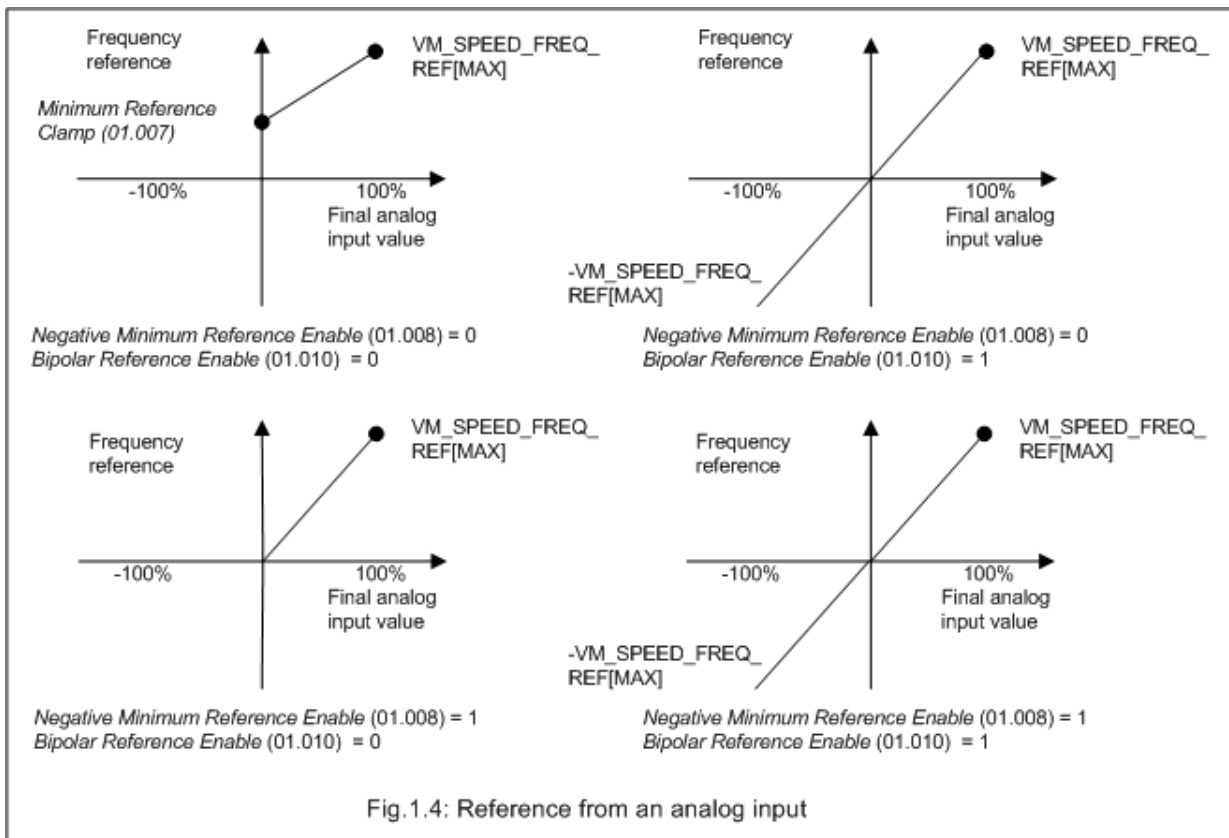 Frequency
reference
VM_SPEED_FREQ_
REF[MAX]
Minimum Reference
Clamp (01.007)
-100%
100%
Final analog
input value
Negative Minimum Reference Enable (01.008) = 0
Bipolar Reference Enable (01.010) = 0
Frequency
reference
VM_SPEED_FREQ_
REF[MAX]
-100%
100%
Final analog
input value
-VM_SPEED_FREQ_
REF[MAX]
Negative Minimum Reference Enable (01.008) = 0
Bipolar Reference Enable (01.010) = 1
Frequency
reference
VM_SPEED_FREQ_
REF[MAX]
-100%
100%
Final analog
input value
Negative Minimum Reference Enable (01.008) = 1
Bipolar Reference Enable (01.010) = 0
Frequency
reference
VM_SPEED_FREQ_
REF[MAX]
-100%
100%
Final analog
input value
-VM_SPEED_FREQ_
REF[MAX]
Negative Minimum Reference Enable (01.008) = 1
Bipolar Reference Enable (01.010) = 1
Fig.1.4: Reference from an analog input